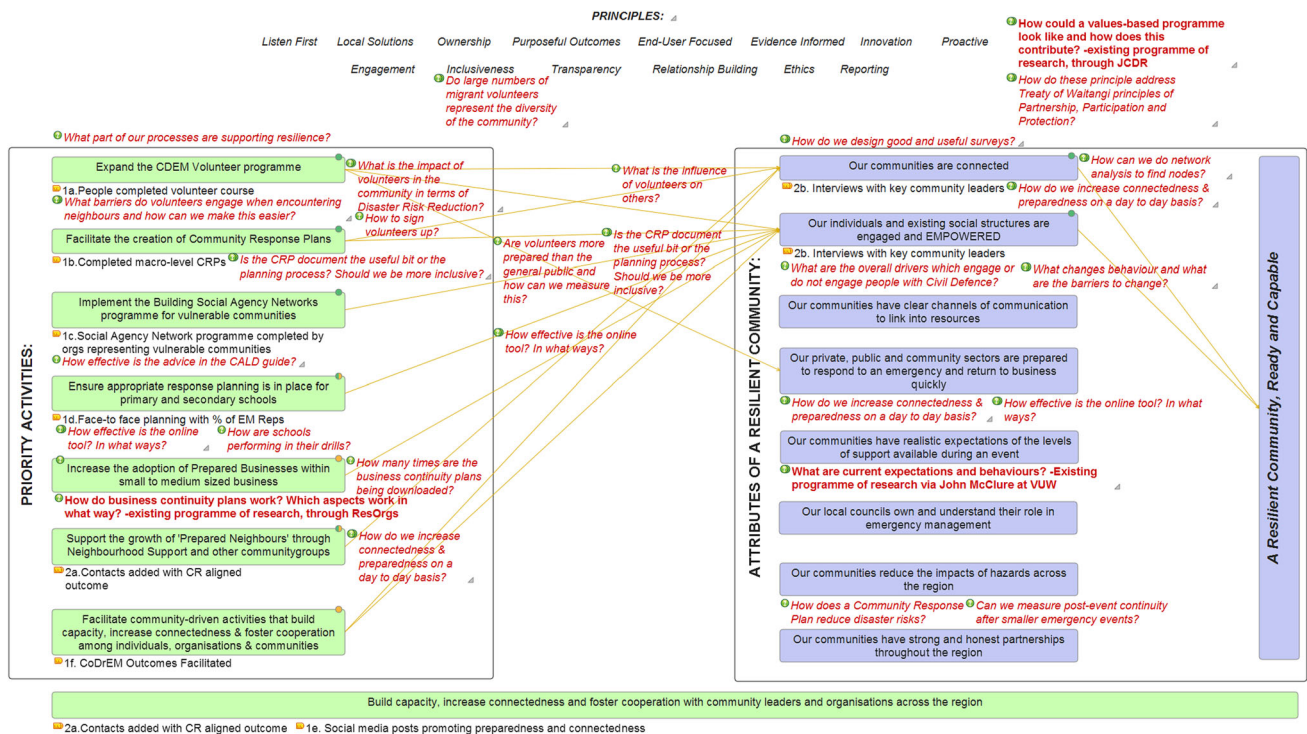 PRINCIPLES:
Listen First
Local Solutions
Ownership
Purposeful Outcomes
End-User Focused
Evidence Informed
Innovation
Proactive
Engagement
Inclusiveness
Transparency
Relationship Building
Ethics
Reporting
How could a values-based programme
look like and how does this
contribute? -existing programme of
research, through JCDR
How do these principle address
Treaty of Waitangi principles of
Partnership, Participation and
Protection?
Do large numbers of
migrant volunteers
represent the diversity
of the community?
What part of our processes are supporting resilience?
PRIORITY ACTIVITIES:
Expand the CDEM Volunteer programme
1a.People completed volunteer course
What barriers do volunteers engage when encountering
neighbours and how can we make this easier?
What is the impact of
volunteers in the
community in terms of
Disaster Risk Reduction?
How to sign
volunteers up?
Facilitate the creation of Community Response Plans
1b.Completed macro-level CRPs
Is the CRP document the useful bit or the
planning process? Should we be more inclusive?
Implement the Building Social Agency Networks
programme for vulnerable communities
1c.Social Agency Network programme completed by
orgs representing vulnerable communities
How effective is the advice in the CALD guide?
Ensure appropriate response planning is in place for
primary and secondary schools
1d.Face-to face planning with % of EM Reps
How effective is the online
tool? In what ways?
How are schools
performing in their drills?
Increase the adoption of Prepared Businesses within
small to medium sized business
How many times are the
business continuity plans
being downloaded?
How do business continuity plans work? Which aspects work in
what way? -existing programme of research, through ResOrgs
Support the growth of 'Prepared Neighbours' through
Neighbourhood Support and other communitygroups
2a.Contacts added with CR aligned
outcome
How do we increase
connectedness &
preparedness on a
day to day basis?
Facilitate community-driven activities that build
capacity, increase connectedness & foster cooperation
among individuals, organisations & communities
1f. CoDrEM Outcomes Facilitated
What is the influence
of volunteers on
others?
Are volunteers more
prepared than the
general public and
how can we measure
this?
Is the CRP document
the useful bit or the
planning process?
Should we be more
inclusive?
How effective is the online
tool? In what ways?
How do we design good and useful surveys?
ATTRIBUTES OF A RESILIENT COMMUNITY:
Our communities are connected
2b. Interviews with key community leaders
How can we do network
analysis to find nodes?
How do we increase connectedness &
preparedness on a day to day basis?
Our individuals and existing social structures are
engaged and EMPOWERED
2b. Interviews with key community leaders
What are the overall drivers which engage or
do not engage people with Civil Defence?
What changes behaviour and what
are the barriers to change?
Our communities have clear channels of communication
to link into resources
Our private, public and community sectors are prepared
to respond to an emergency and return to business
quickly
How do we increase connectedness &
preparedness on a day to day basis?
How effective is the online tool? In what
ways?
Our communities have realistic expectations of the levels
of support available during an event
What are current expectations and behaviours? -Existing
programme of research via John McClure at VUW
Our local councils own and understand their role in
emergency management
Our communities reduce the impacts of hazards across
the region
How does a Community Response
Plan reduce disaster risks?
Can we measure post-event continuity
after smaller emergency events?
Our communities have strong and honest partnerships
throughout the region
A Resilient Community, Ready and Capable
Build capacity, increase connectedness and foster cooperation with community leaders and organisations across the region
2a.Contacts added with CR aligned outcome
1e. Social media posts promoting preparedness and connectedness